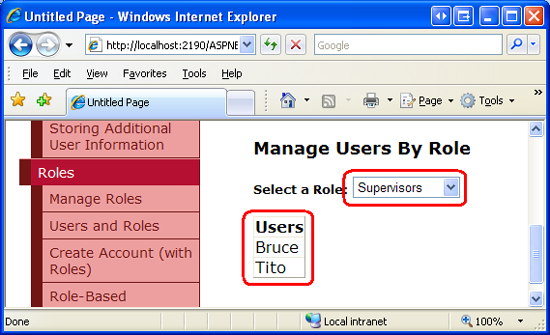 Untitled Page - Windows Internet Explorer
http://localhost:2190/ASPNE
Google
File Edit View Favorites Tools Help
Untitled Page
Page Tools
Storing Additional
User Information
Roles
Manage Roles
Users and Roles
Create Account (with
Roles)
Role-Based
Manage Users By Role
Select a Role: Supervisors
Users
Bruce
Tito
Done
Local intranet
100%